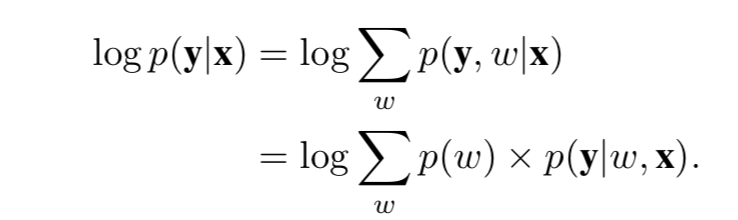 log p(𝐲|𝐱) = log ∑_w p(𝐲, w|𝐱)
= log ∑_w p(w) × p(𝐲|w, 𝐱).